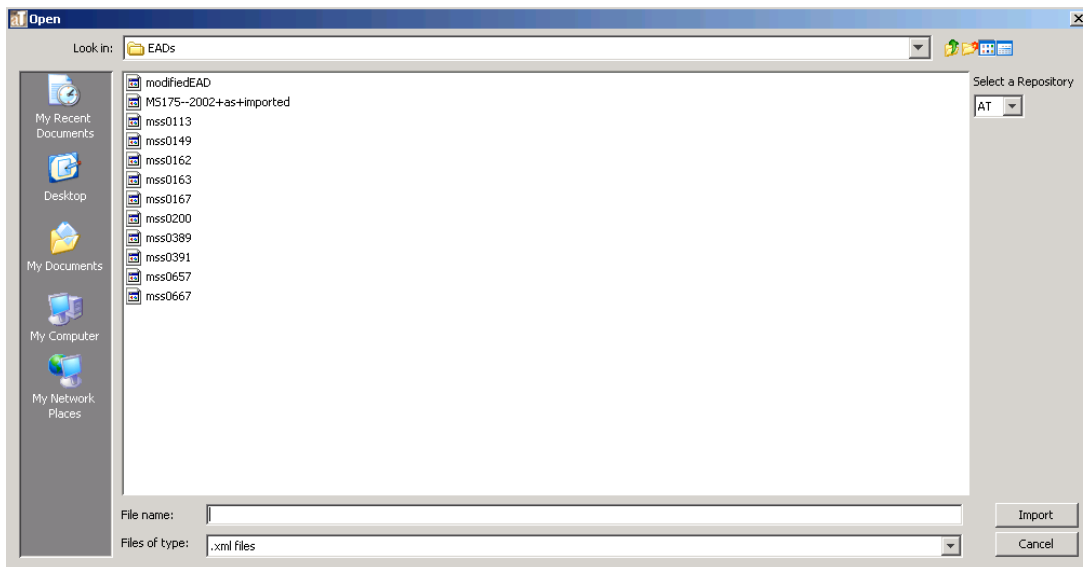 aT Open
Look in: EADs
My Recent
Documents
Desktop
My Documents
My Computer
My Network
Places
modifiedEAD
MS175--2002+as+imported
mss0113
mss0149
mss0162
mss0163
mss0167
mss0200
mss0389
mss0391
mss0657
mss0667
Select a Repository
AT
File name:
Import
Files of type: .xml files
Cancel